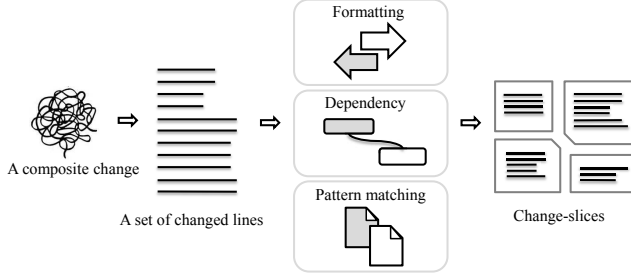 Formatting
Dependency
A composite change
Pattern matching
A set of changed lines
Change-slices